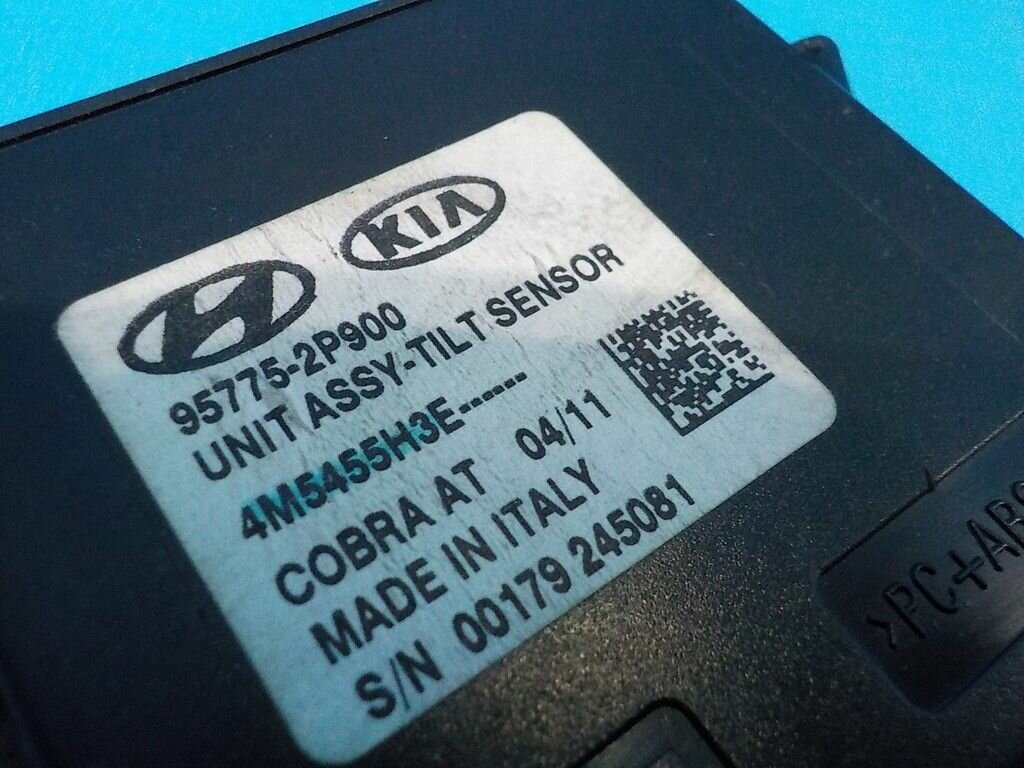 KIA
95775-2P900
UNIT ASSY-TILT SENSOR
4M5455H3E------
COBRA AT 04/11
MADE IN ITALY
S/N 00179 245081
>PC+ABS